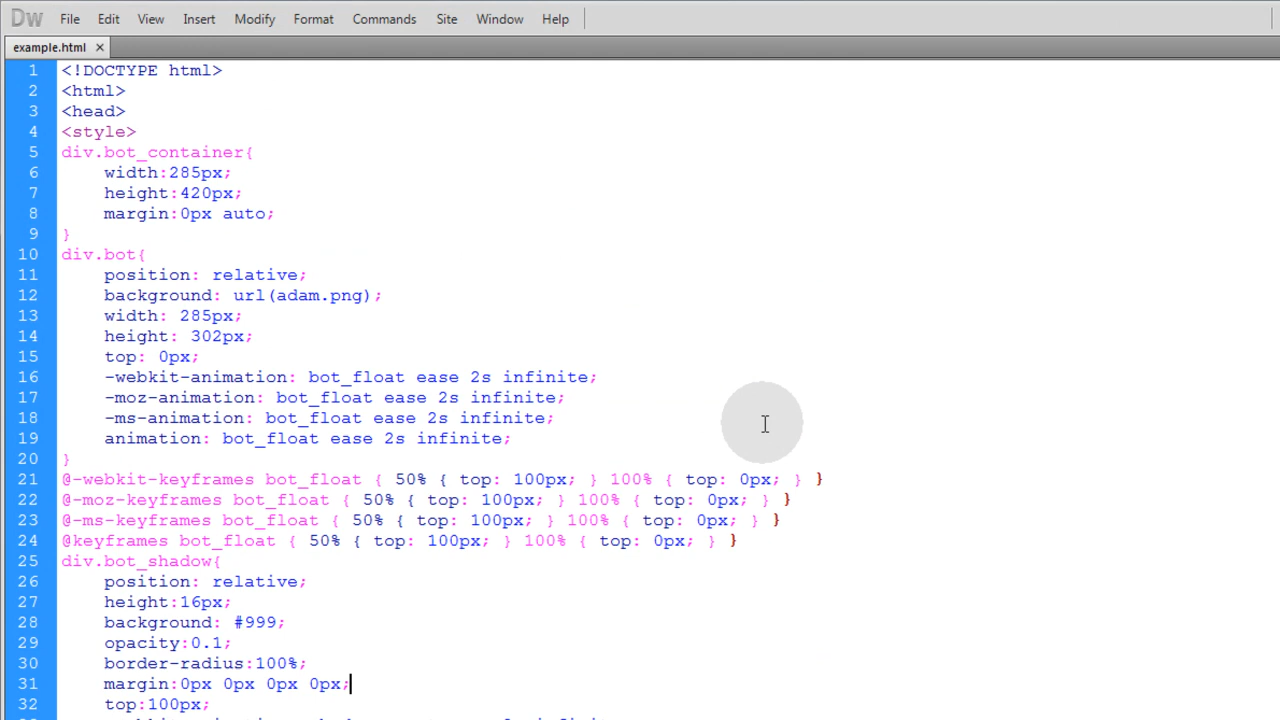 Dw File Edit View Insert Modify Format Commands Site Window Help
example.html ×
1 <!DOCTYPE html>
2 <html>
3 <head>
4 <style>
5 div.bot_container{
6 width:285px;
7 height:420px;
8 margin:0px auto;
9 }
10 div.bot{
11 position: relative;
12 background: url(adam.png);
13 width: 285px;
14 height: 302px;
15 top: 0px;
16 -webkit-animation: bot_float ease 2s infinite;
17 -moz-animation: bot_float ease 2s infinite;
18 -ms-animation: bot_float ease 2s infinite;
19 animation: bot_float ease 2s infinite;
20 }
21 @-webkit-keyframes bot_float { 50% { top: 100px; } 100% { top: 0px; } }
22 @-moz-keyframes bot_float { 50% { top: 100px; } 100% { top: 0px; } }
23 @-ms-keyframes bot_float { 50% { top: 100px; } 100% { top: 0px; } }
24 @keyframes bot_float { 50% { top: 100px; } 100% { top: 0px; } }
25 div.bot_shadow{
26 position: relative;
27 height:16px;
28 background: #999;
29 opacity:0.1;
30 border-radius:100%;
31 margin:0px 0px 0px 0px;
32 top:100px;